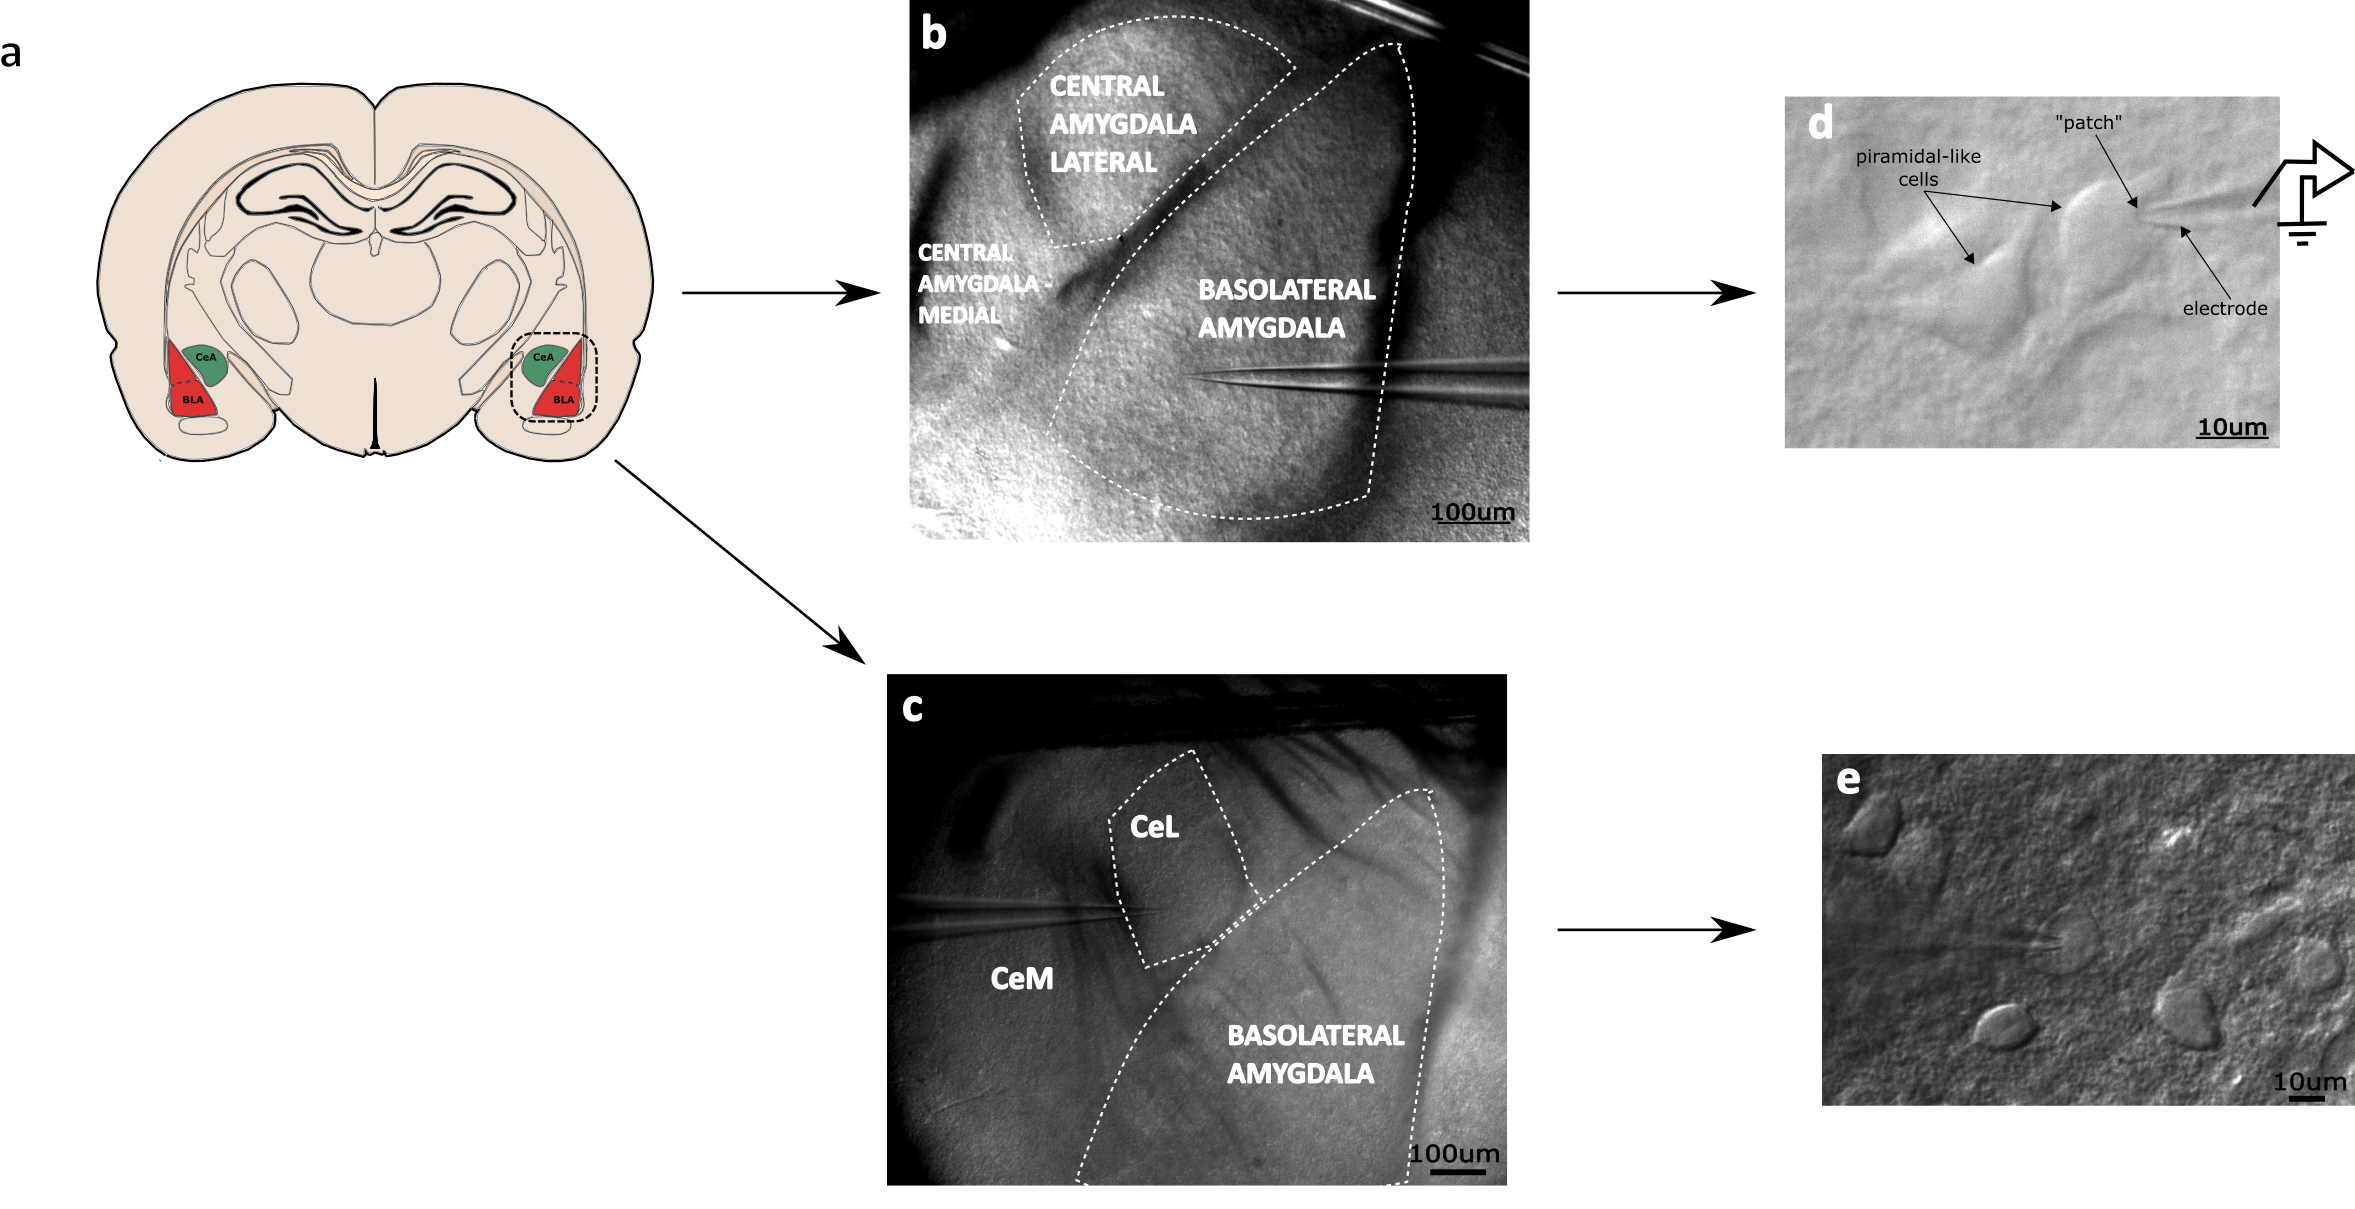 a
CeA
BLA
CeA
BLA
b
CENTRAL
AMYGDALA
LATERAL
CENTRAL
AMYGDALA -
MEDIAL
BASOLATERAL
AMYGDALA
100um
d
"patch"
piramidal-like
cells
electrode
10um
c
CeL
CeM
BASOLATERAL
AMYGDALA
100um
e
10um